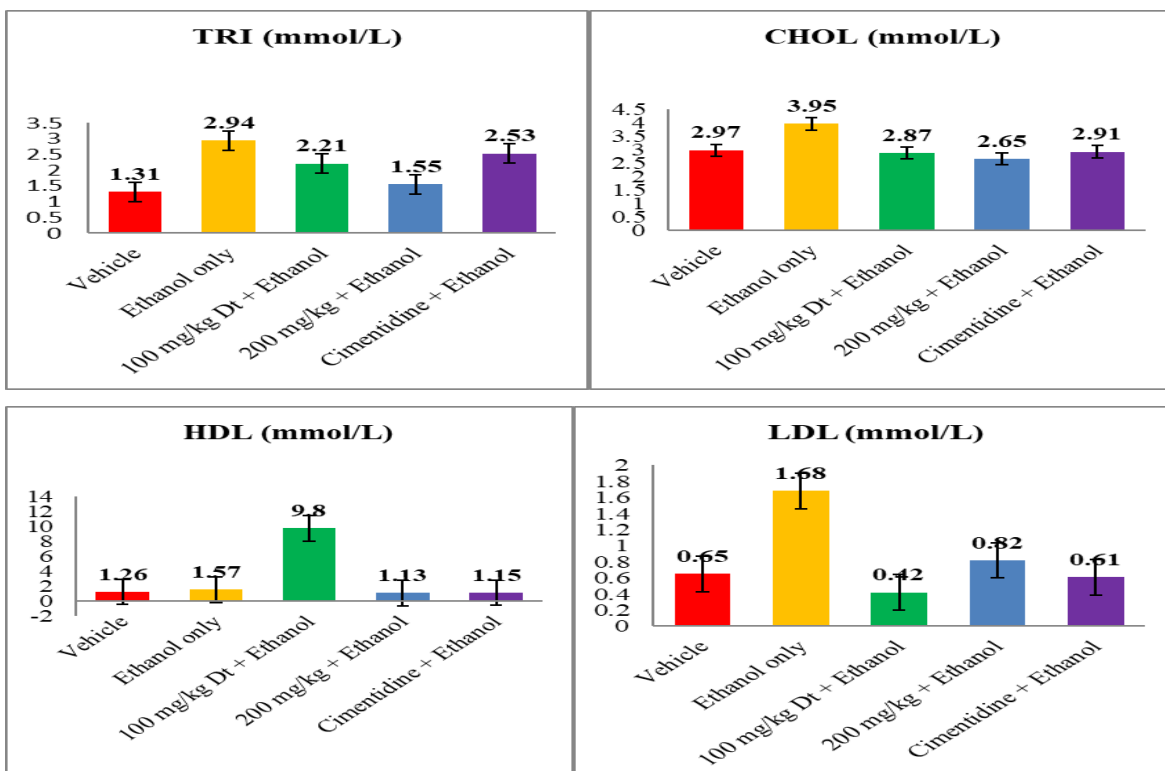 TRI (mmol/L)
3.5
3
2.5
2
1.5
1
0.5
0
1.31
2.94
2.21
1.55
2.53
Vehicle
Ethanol only
100 mg/kg Dt + Ethanol
200 mg/kg + Ethanol
Cimentidine + Ethanol
CHOL (mmol/L)
4.5
4
3.5
3
2.5
2
1.5
1
0.5
0
2.97
3.95
2.87
2.65
2.91
Vehicle
Ethanol only
100 mg/kg Dt + Ethanol
200 mg/kg + Ethanol
Cimentidine + Ethanol
HDL (mmol/L)
14
12
10
8
6
4
2
0
-2
1.26
1.57
9.8
1.13
1.15
Vehicle
Ethanol only
100 mg/kg Dt + Ethanol
200 mg/kg + Ethanol
Cimentidine + Ethanol
LDL (mmol/L)
2
1.8
1.6
1.4
1.2
1
0.8
0.6
0.4
0.2
0
0.65
1.68
0.42
0.82
0.61
Vehicle
Ethanol only
100 mg/kg Dt + Ethanol
200 mg/kg + Ethanol
Cimentidine + Ethanol